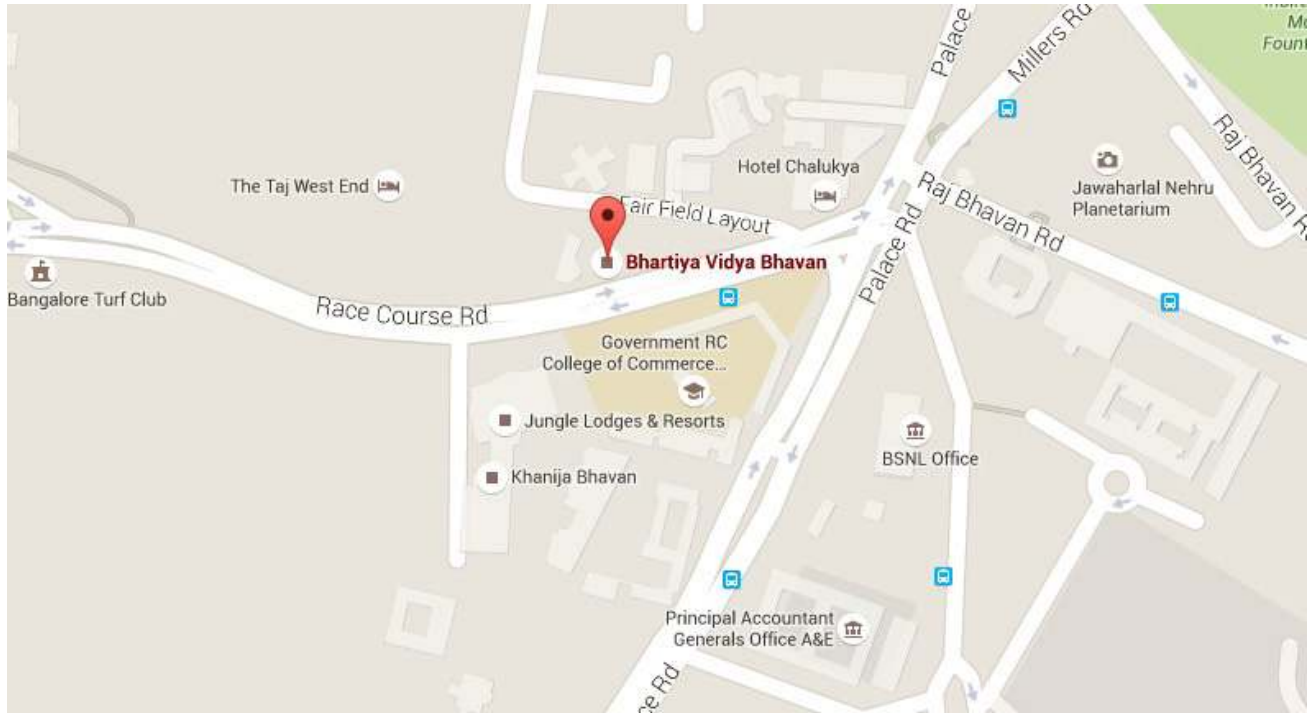 Palace
Millers Rd
Fount
Raj Bhavan Rd
Hotel Chalukya
The Taj West End
Jawaharlal Nehru
Planetarium
Raj Bhavan Rd
Fair Field Layout
Bhartiya Vidya Bhavan
Palace Rd
Bangalore Turf Club
Race Course Rd
Government RC
College of Commerce...
Jungle Lodges & Resorts
BSNL Office
Khanija Bhavan
Principal Accountant
Generals Office A&E
ce Rd